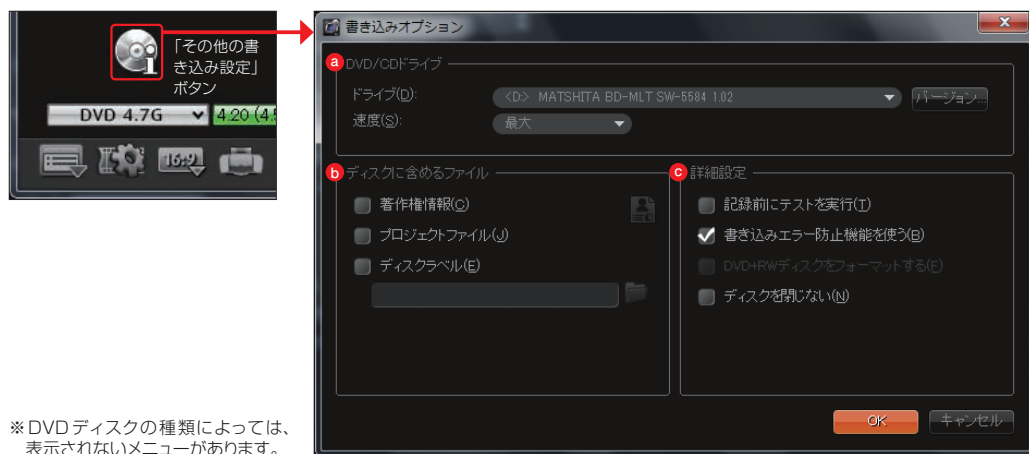 「その他の書
き込み設定」
ボタン
DVD 4.7G
16:9
※DVDディスクの種類によっては、
表示されないメニューがあります。
書き込みオプション
a DVD/CDドライブ
ドライブ(D): <D:> MATSHITA BD-MLT SW-5584 1.02 バージョン...
速度(S): 最大
b ディスクに含めるファイル
著作権情報(C)
プロジェクトファイル(J)
ディスクラベル(E)
c 詳細設定
記録前にテストを実行(T)
書き込みエラー防止機能を使う(B)
DVD+RWディスクをフォーマットする(F)
ディスクを閉じない(N)
OK キャンセル